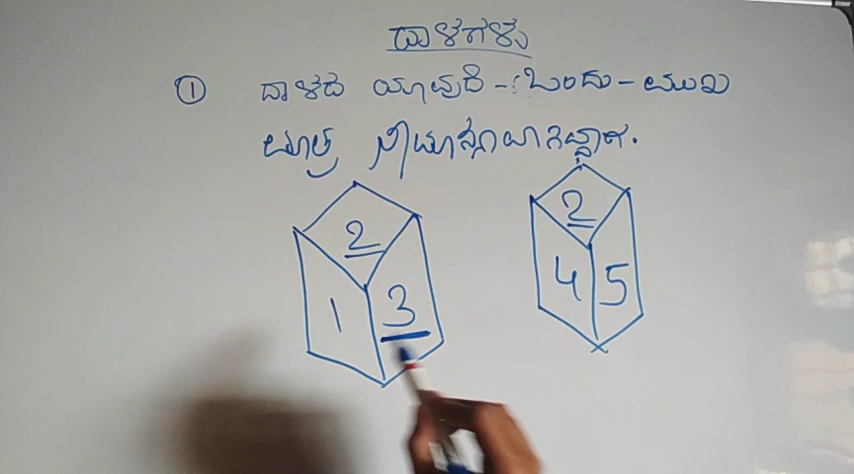 ದಾಳಗಳು
① ದಾಳದ ಯಾವುದೆ - ಒಂದು - ಮುಖ
ಮಾತ್ರ
2 2
1 3 4 5